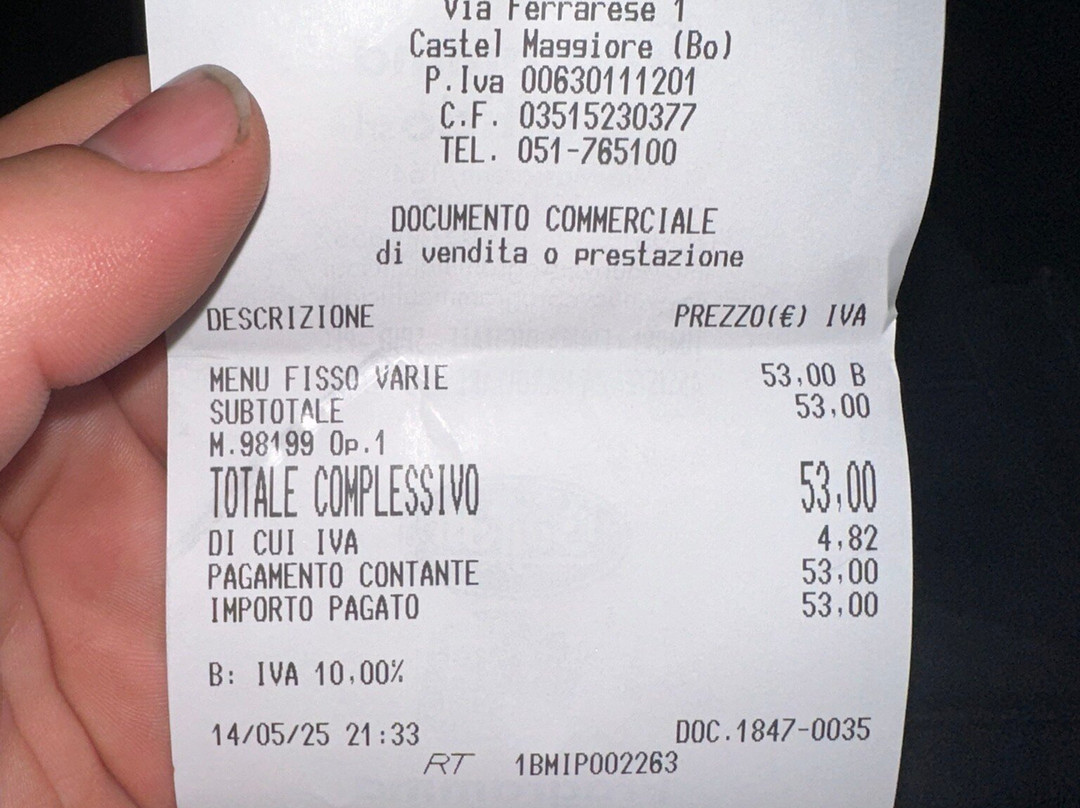 Via Ferrarese 1
Castel Maggiore (Bo)
P.Iva 00630111201
C.F. 03515230377
TEL. 051-765100
DOCUMENTO COMMERCIALE
di vendita o prestazione
DESCRIZIONE PREZZO(€) IVA
MENU FISSO VARIE 53,00 B
SUBTOTALE 53,00
M.98199 Op.1
TOTALE COMPLESSIVO 53,00
DI CUI IVA 4,82
PAGAMENTO CONTANTE 53,00
IMPORTO PAGATO 53,00
B: IVA 10,00%
14/05/25 21:33 DOC.1847-0035
RT 1BMIP002263